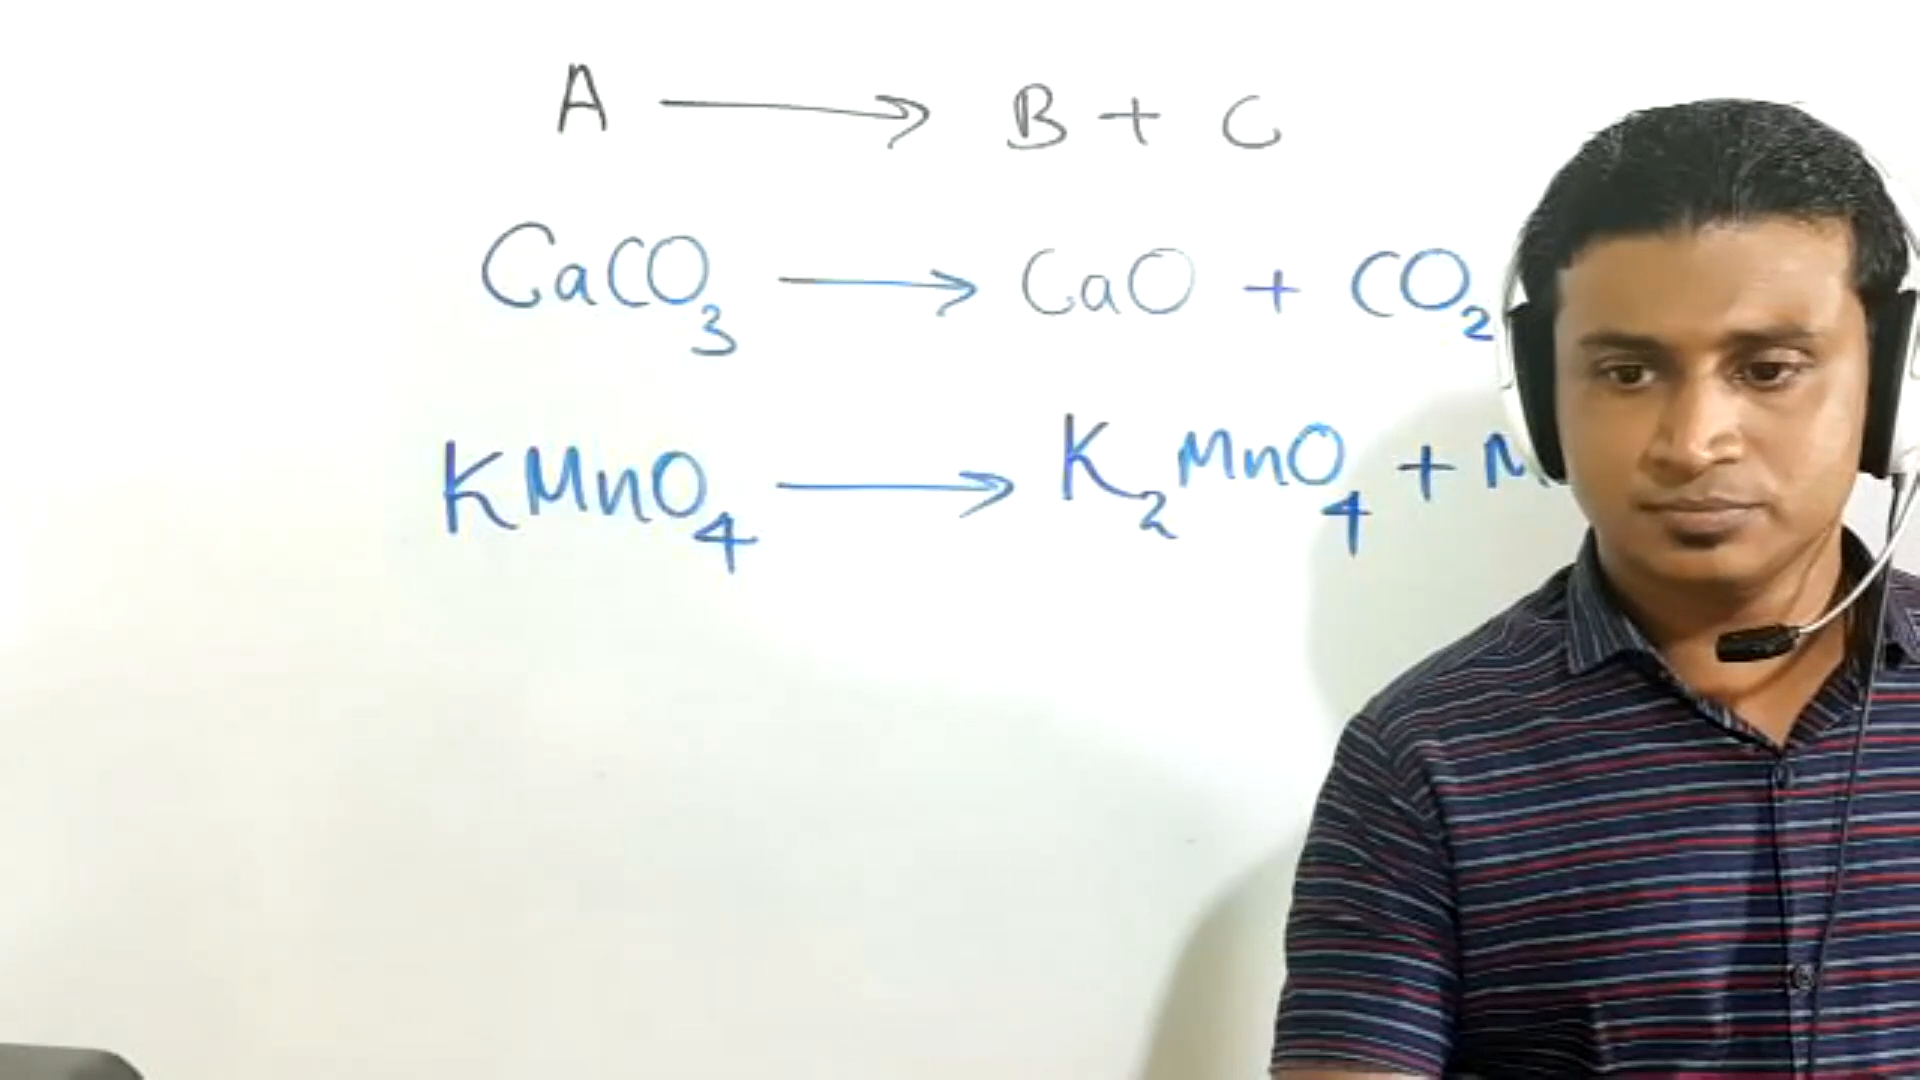 A → B + C
CaCO₃ → CaO + CO₂
KMnO₄ → K₂MnO₄ + M